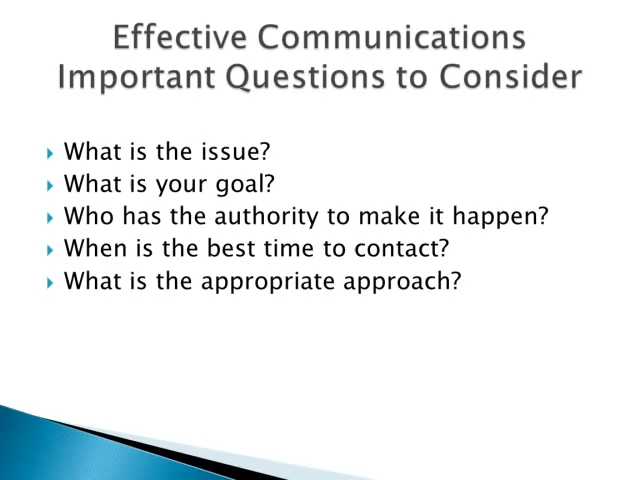 Effective Communications
Important Questions to Consider
What is the issue?
What is your goal?
Who has the authority to make it happen?
When is the best time to contact?
What is the appropriate approach?